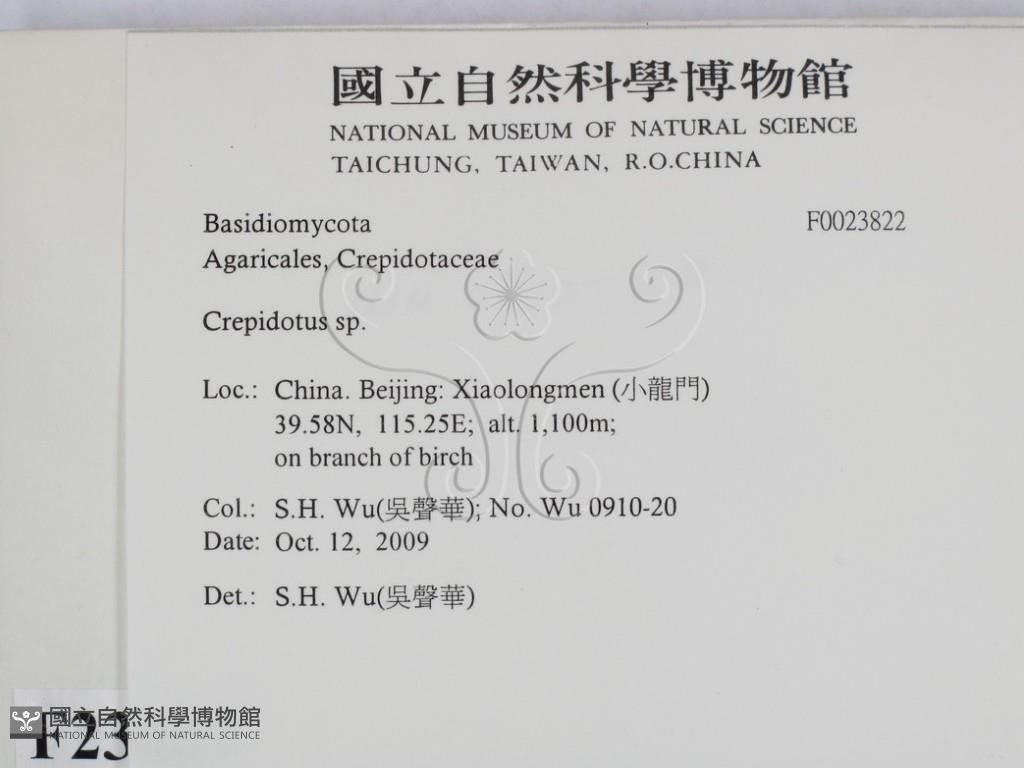 國立自然科學博物館
NATIONAL MUSEUM OF NATURAL SCIENCE
TAICHUNG, TAIWAN, R.O.CHINA
Basidiomycota F0023822
Agaricales, Crepidotaceae
Crepidotus sp.
Loc.: China. Beijing: Xiaolongmen (小龍門)
39.58N, 115.25E; alt. 1,100m;
on branch of birch
Col.: S.H. Wu(吳聲華); No. Wu 0910-20
Date: Oct. 12, 2009
Det.: S.H. Wu(吳聲華)
國立自然科學博物館
NATIONAL MUSEUM OF NATURAL SCIENCE
F23